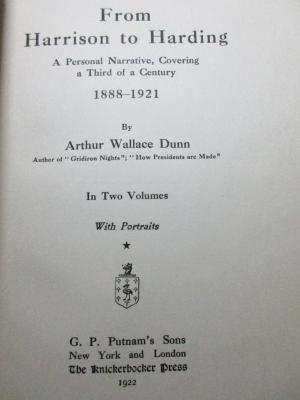 From
Harrison to Harding
A Personal Narrative, Covering
a Third of a Century
1888-1921
By
Arthur Wallace Dunn
Author of "Gridiron Nights"; "How Presidents are Made"
In Two Volumes
With Portraits
G. P. Putnam's Sons
New York and London
The Knickerbocker Press
1922